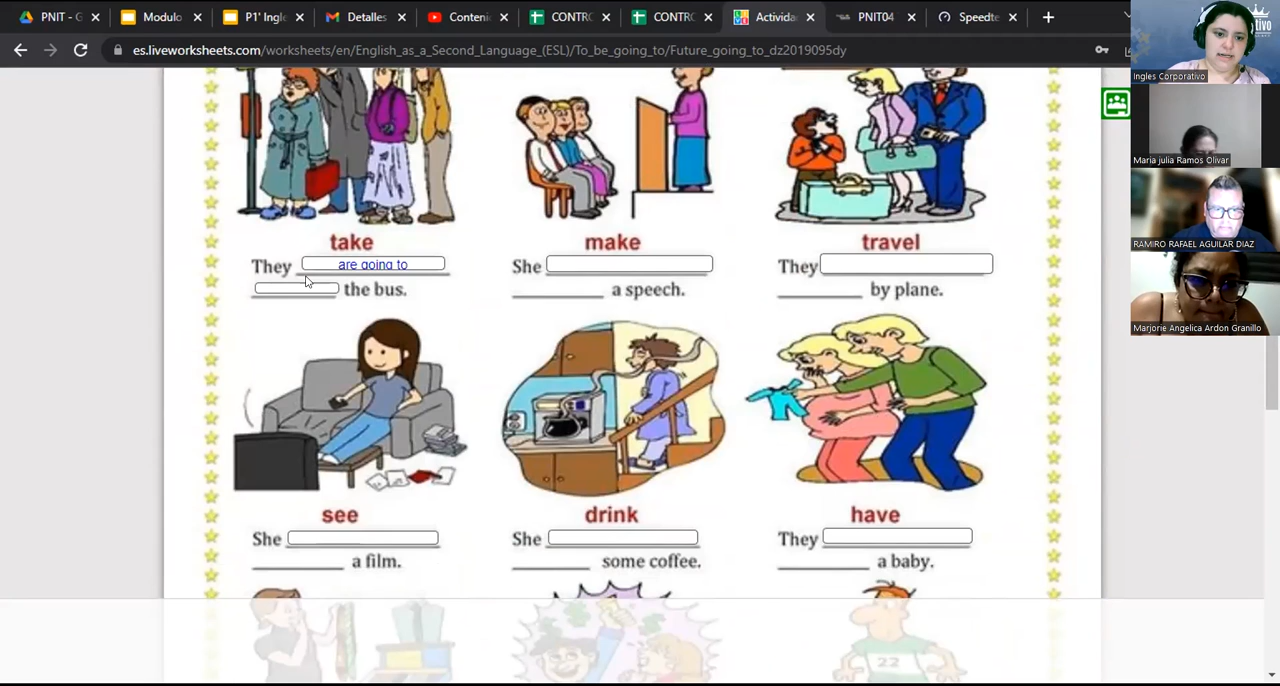 PNIT - G
Modulo
P1' Ingle
Detalles
Conteni
CONTRO
CONTRO
Activida
PNIT04
Speedte
es.liveworksheets.com/worksheets/en/English_as_a_Second_Language_(ESL)/To_be_going_to/Future_going_to_dz2019095dy
Ingles Corporativo
Maria julia Ramos Olivar
RAMIRO RAFAEL AGUILAR DIAZ
Marjorie Angelica Ardon Granillo
take
make
travel
They are going to
She
They
the bus.
a speech.
by plane.
see
drink
have
She
She
They
a film.
some coffee.
a baby.
22